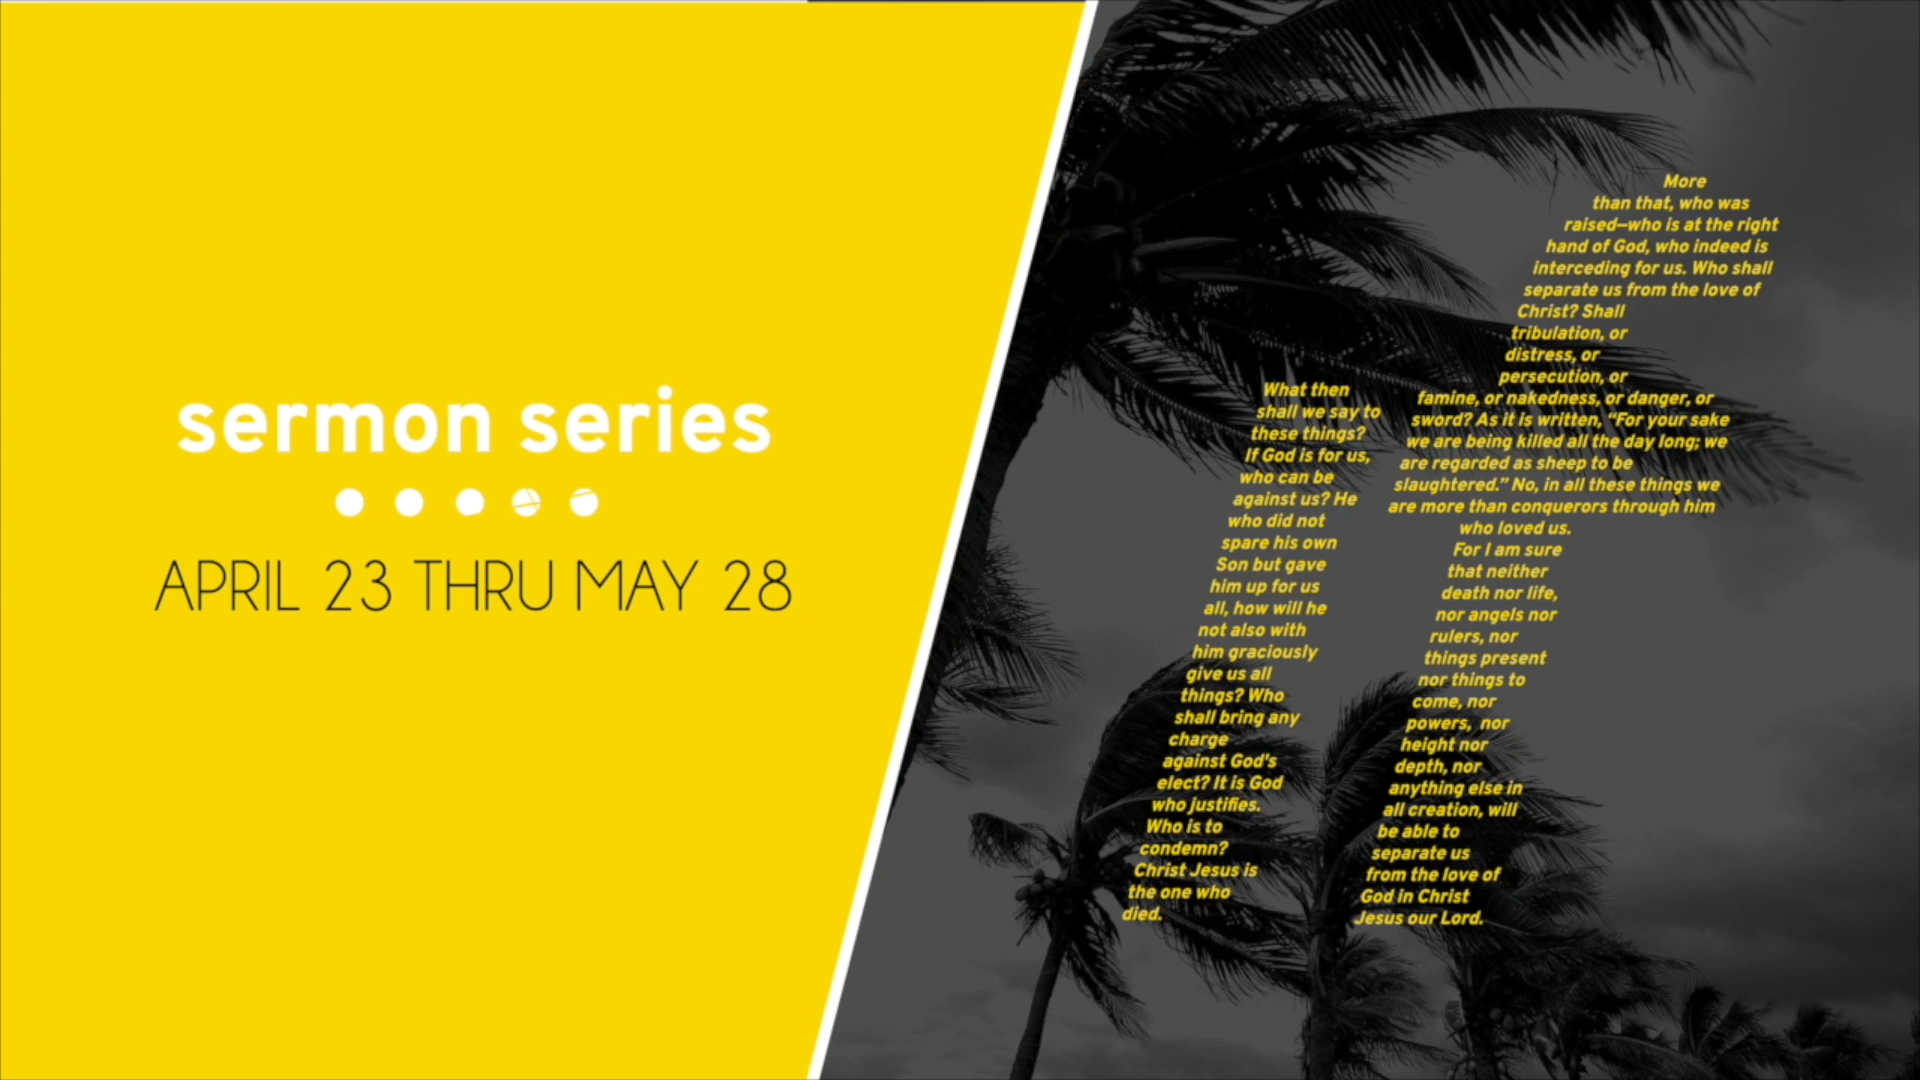 sermon series
APRIL 23 THRU MAY 28
What then
shall we say to
these things?
If God is for us,
who can be
against us? He
who did not
spare his own
Son but gave
him up for us
all, how will he
not also with
him graciously
give us all
things? Who
shall bring any
charge
against God's
elect? It is God
who justifies.
Who is to
condemn?
Christ Jesus is
the one who
died.
More
than that, who was
raised—who is at the right
hand of God, who indeed is
interceding for us. Who shall
separate us from the love of
Christ? Shall
tribulation, or
distress, or
persecution, or
famine, or nakedness, or danger, or
sword? As it is written, “For your sake
we are being killed all the day long; we
are regarded as sheep to be
slaughtered.” No, in all these things we
are more than conquerors through him
who loved us.
For I am sure
that neither
death nor life,
nor angels nor
rulers, nor
things present
nor things to
come, nor
powers, nor
height nor
depth, nor
anything else in
all creation, will
be able to
separate us
from the love of
God in Christ
Jesus our Lord.